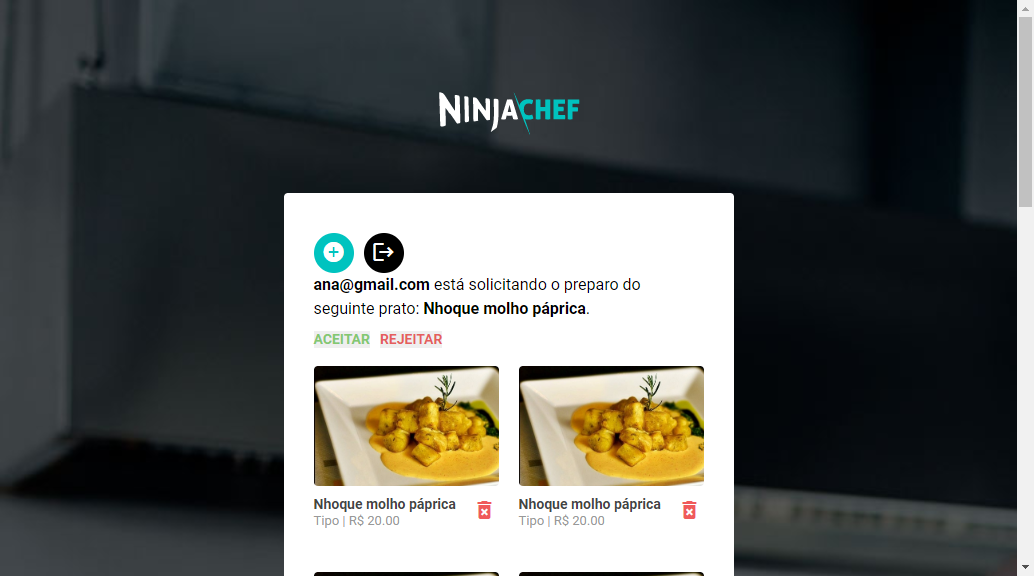 NINJACHEF
ana@gmail.com está solicitando o preparo do
seguinte prato: Nhoque molho páprica.
ACEITAR REJEITAR
Nhoque molho páprica
Tipo | R$ 20.00
Nhoque molho páprica
Tipo | R$ 20.00